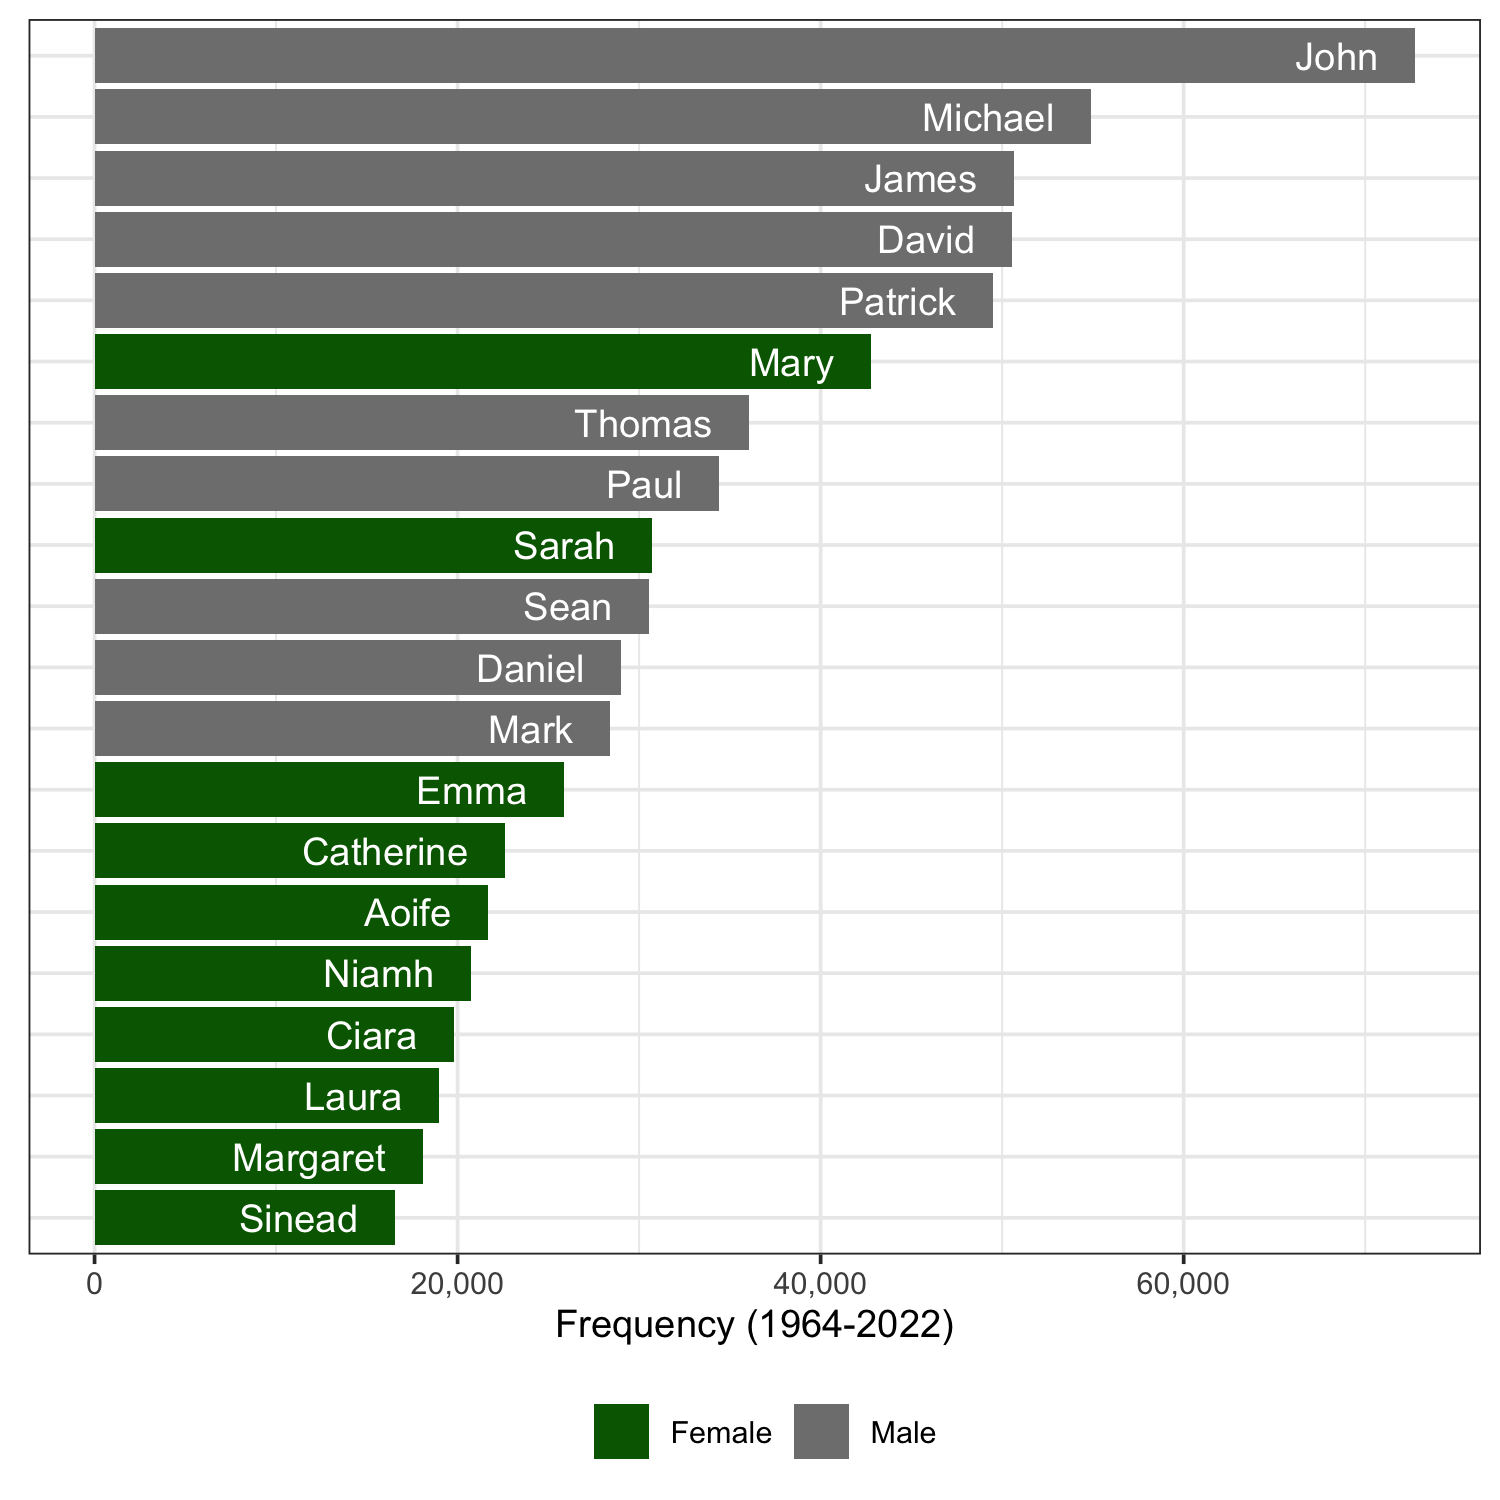 John
Michael
James
David
Patrick
Mary
Thomas
Paul
Sarah
Sean
Daniel
Mark
Emma
Catherine
Aoife
Niamh
Ciara
Laura
Margaret
Sinead
0 20,000 40,000 60,000
Frequency (1964-2022)
Female Male